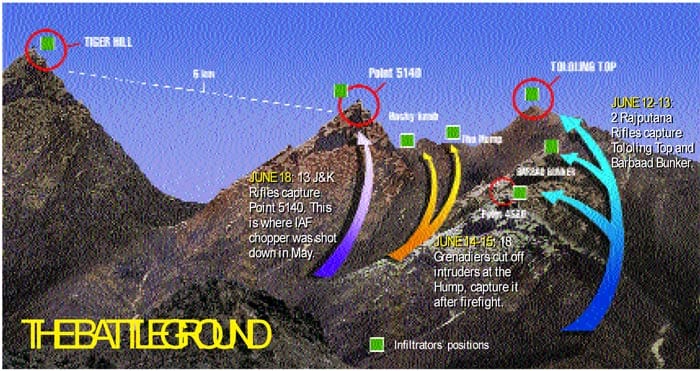 TIGER HILL
6 km
Point 5140
TOLOLING TOP
Rocky knob
The Hump
JUNE 12-13:
2 Rajputana
Rifles capture
Tololing Top and
Barbaad Bunker.
BARBAD BUNKER
JUNE 18: 13 J&K
Rifles capture
Point 5140. This
is where IAF
chopper was shot
down in May.
Point
JUNE 14-15: 18
Grenadiers cut off
intruders at the
Hump, capture it
after firefight.
THE BATTLEGROUND
Infiltrators' positions